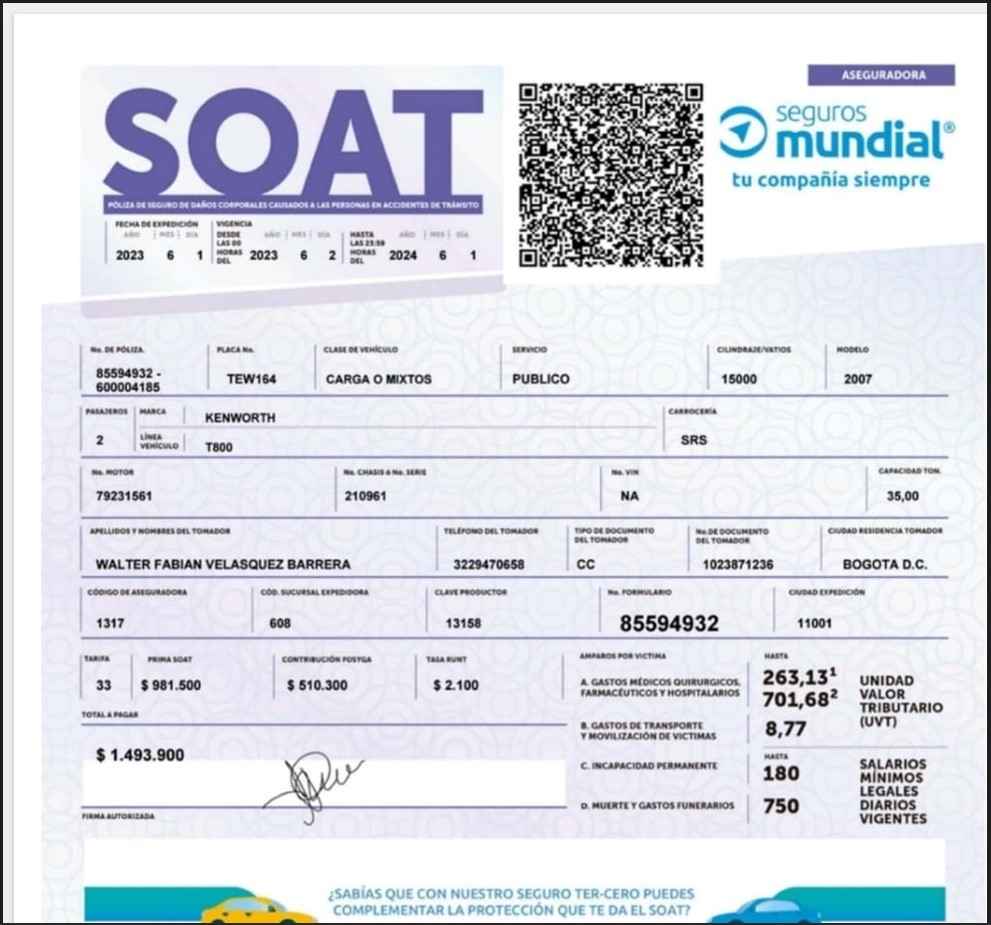 SOAT
PÓLIZA DE SEGURO DE DAÑOS CORPORALES CAUSADOS A LAS PERSONAS EN ACCIDENTES DE TRÁNSITO
FECHA DE EXPEDICIÓN
AÑO MES DÍA
2023 6 1
VIGENCIA
DESDE LAS 00 HORAS DEL
AÑO MES DÍA
2023 6 2
HASTA LAS 23:59 HORAS DEL
AÑO MES DÍA
2024 6 1
ASEGURADORA
seguros
mundial®
tu compañía siempre
No. DE PÓLIZA. PLACA No. CLASE DE VEHÍCULO SERVICIO CILINDRAJE/VATIOS MODELO
85594932 -
600004185 TEW164 CARGA O MIXTOS PUBLICO 15000 2007
PASAJEROS MARCA KENWORTH CARROCERÍA
2 LÍNEA VEHÍCULO T800 SRS
No. MOTOR No. CHASIS ó No. SERIE No. VIN CAPACIDAD TON.
79231561 210961 NA 35,00
APELLIDOS Y NOMBRES DEL TOMADOR TELÉFONO DEL TOMADOR TIPO DE DOCUMENTO DEL TOMADOR No. DE DOCUMENTO DEL TOMADOR CIUDAD RESIDENCIA TOMADOR
WALTER FABIAN VELASQUEZ BARRERA 3229470658 CC 1023871236 BOGOTA D.C.
CÓDIGO DE ASEGURADORA CÓD. SUCURSAL EXPEDIDORA CLAVE PRODUCTOR No. FORMULARIO CIUDAD EXPEDICIÓN
1317 608 13158 85594932 11001
TARIFA PRIMA SOAT CONTRIBUCIÓN FOSYGA TASA RUNT
33 $ 981.500 $ 510.300 $ 2.100
TOTAL A PAGAR
$ 1.493.900
FIRMA AUTORIZADA
AMPAROS POR VICTIMA HASTA
A. GASTOS MÉDICOS QUIRURGICOS,
FARMACÉUTICOS Y HOSPITALARIOS
263,13¹
701,68²
B. GASTOS DE TRANSPORTE
Y MOVILIZACIÓN DE VICTIMAS
8,77
UNIDAD
VALOR
TRIBUTARIO
(UVT)
HASTA
C. INCAPACIDAD PERMANENTE 180
D. MUERTE Y GASTOS FUNERARIOS 750
SALARIOS
MÍNIMOS
LEGALES
DIARIOS
VIGENTES
¿SABÍAS QUE CON NUESTRO SEGURO TER-CERO PUEDES
COMPLEMENTAR LA PROTECCIÓN QUE TE DA EL SOAT?